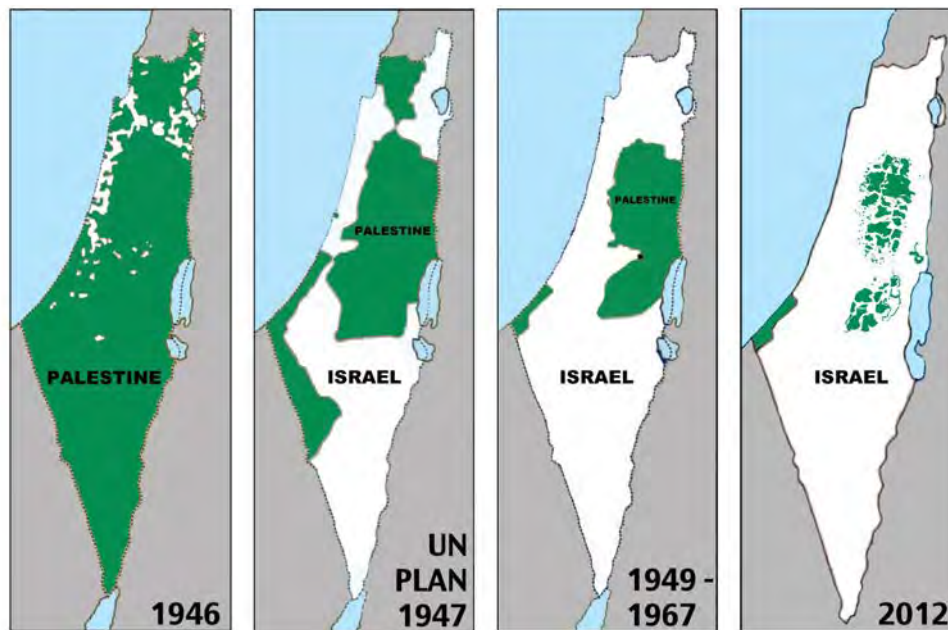 PALESTINE
1946
PALESTINE
ISRAEL
UN
PLAN
1947
PALESTINE
ISRAEL
1949 -
1967
ISRAEL
2012